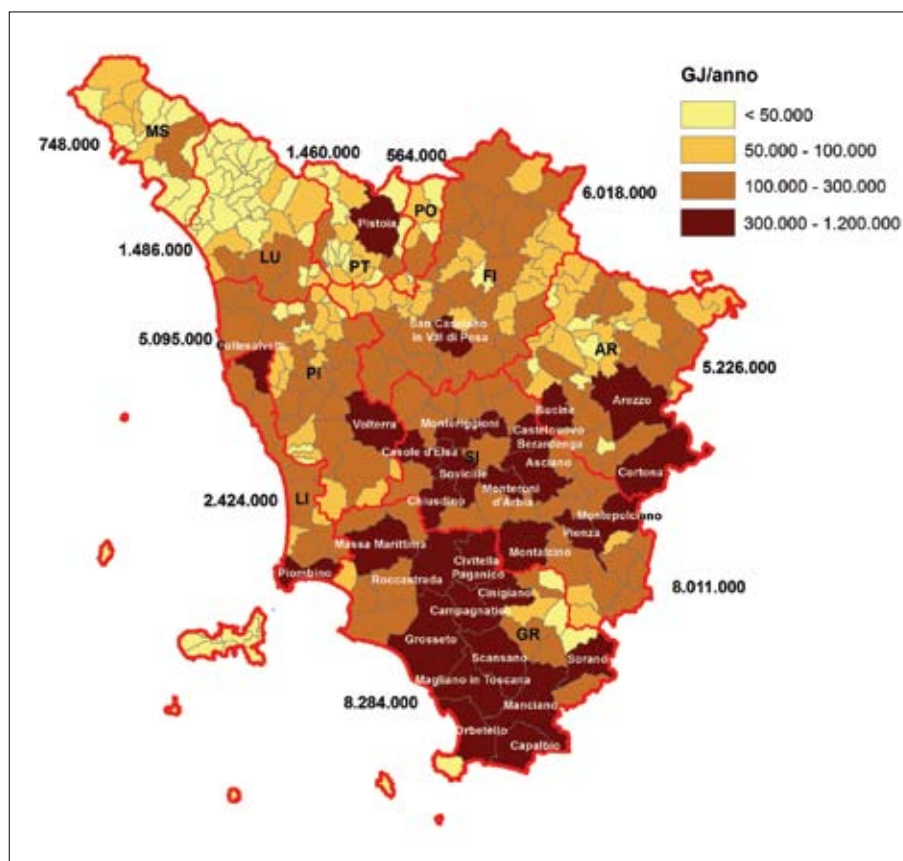 GJ/anno
< 50.000
50.000 - 100.000
100.000 - 300.000
300.000 - 1.200.000
MS
748.000
1.460.000
564.000
6.018.000
Pistoia
PO
1.486.000
LU
PT
FI
5.095.000
Collesalvetti
San Casciano
in Val di Pesa
AR
5.226.000
PI
Arezzo
Volterra
Monteriggioni
Bucine
Castelnuovo
Berardenga
Casole d'Elsa
SI
Asciano
Cortona
Sovicille
2.424.000
LI
Chiusdino
Monteroni
d'Arbia
Montepulciano
Pienza
Massa Marittima
Montalcino
Civitella
Paganico
8.011.000
Piombino
Roccastrada
Cinigiano
Campagnatico
Grosseto
GR
Scansano
Sorano
Magliano in Toscana
8.284.000
Manciano
Orbetello
Capalbio